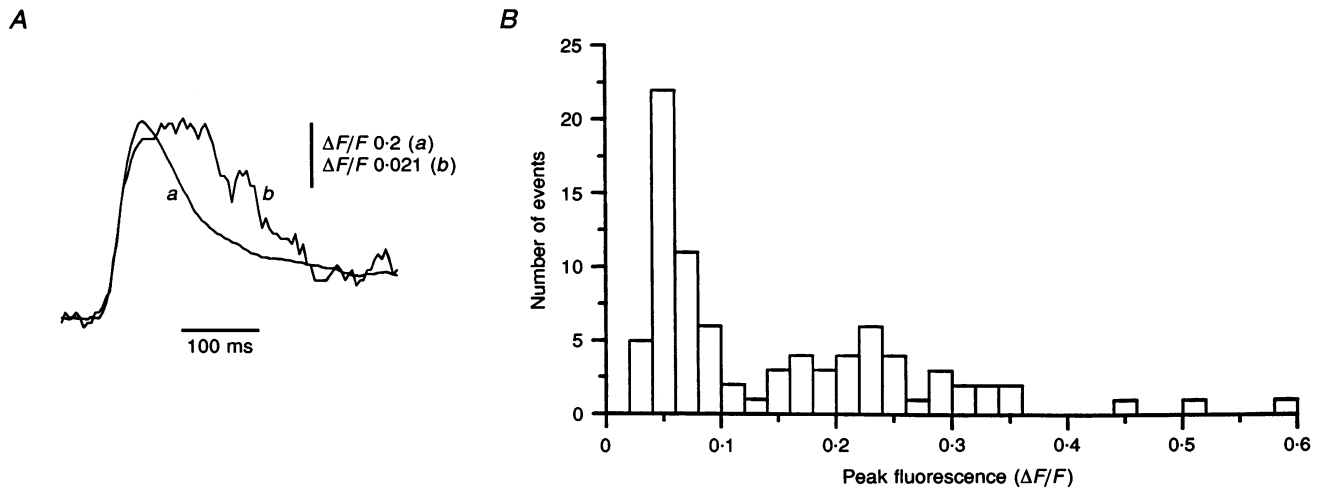 A
B
ΔF/F 0·2 (a)
ΔF/F 0·021 (b)
a
b
100 ms
Number of events
25
20
15
10
5
0
0
0·1
0·2
0·3
0·4
0·5
0·6
Peak fluorescence (ΔF/F)